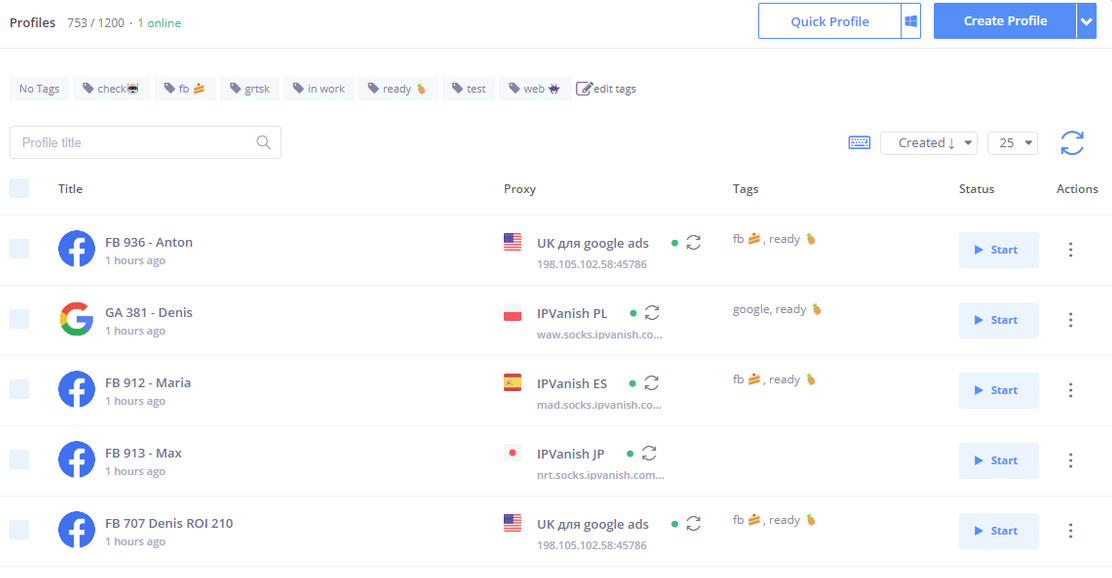 Profiles 753 / 1200 · 1 online
Quick Profile
Create Profile
No Tags check fb grtsk in work ready test web edit tags
Profile title
Created ↓ 25
Title Proxy Tags Status Actions
FB 936 - Anton UK для google ads fb , ready Start
1 hours ago 198.105.102.58:45786
GA 381 - Denis IPVanish PL google, ready Start
1 hours ago waw.socks.ipvanish.co...
FB 912 - Maria IPVanish ES fb , ready Start
1 hours ago mad.socks.ipvanish.co...
FB 913 - Max IPVanish JP Start
1 hours ago nrt.socks.ipvanish.com...
FB 707 Denis ROI 210 UK для google ads fb , ready Start
1 hours ago 198.105.102.58:45786